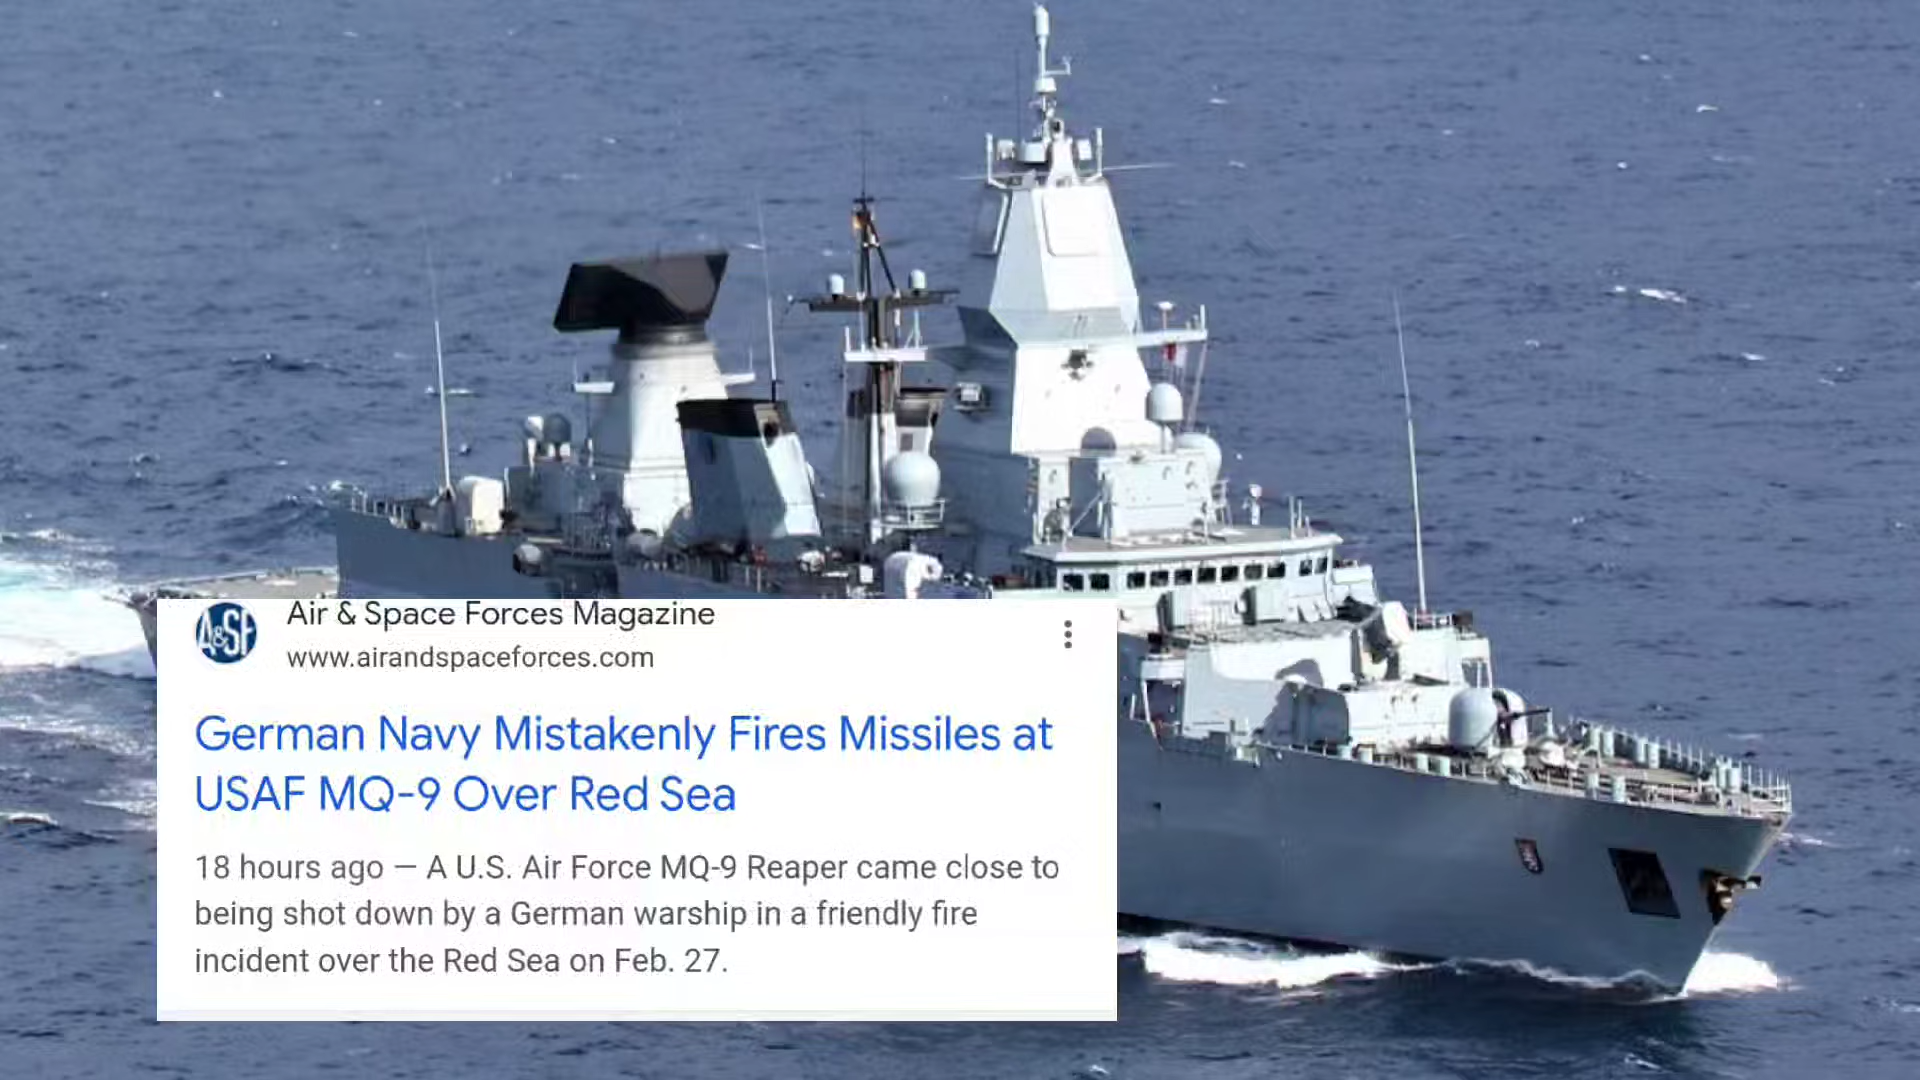 A&SF
Air & Space Forces Magazine
www.airandspaceforces.com
German Navy Mistakenly Fires Missiles at
USAF MQ-9 Over Red Sea
18 hours ago — A U.S. Air Force MQ-9 Reaper came close to
being shot down by a German warship in a friendly fire
incident over the Red Sea on Feb. 27.